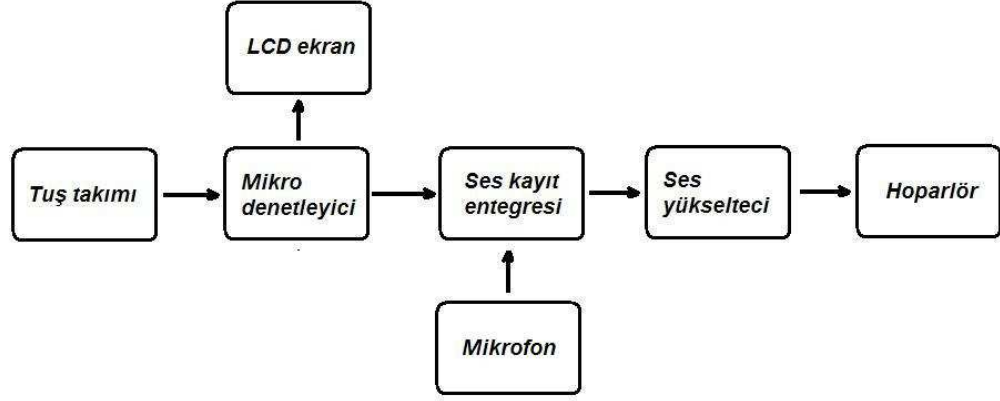 LCD ekran
Tuş takımı
Mikro
denetleyici
Ses kayıt
entegresi
Ses
yükselteci
Hoparlör
Mikrofon